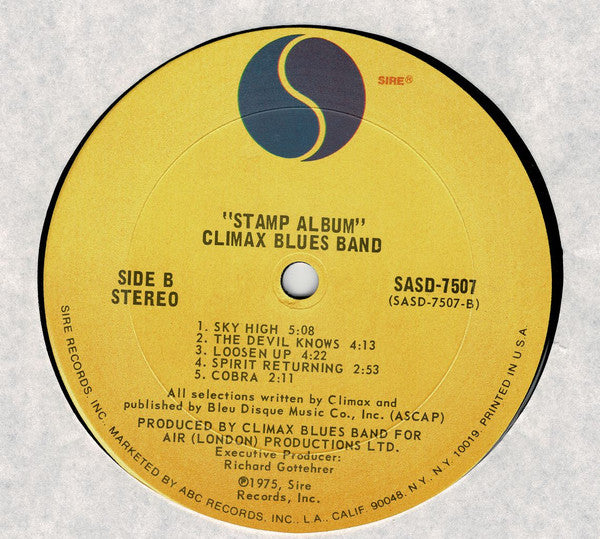 SIRE®
"STAMP ALBUM"
CLIMAX BLUES BAND
SIDE B
STEREO
SASD-7507
(SASD-7507-B)
1. SKY HIGH 5:08
2. THE DEVIL KNOWS 4:13
3. LOOSEN UP 4:22
4. SPIRIT RETURNING 2:53
5. COBRA 2:11
All selections written by Climax and
published by Bleu Disque Music Co., Inc. (ASCAP)
PRODUCED BY CLIMAX BLUES BAND FOR
AIR (LONDON) PRODUCTIONS LTD.
Executive Producer:
Richard Gottehrer
℗1975, Sire
Records, Inc.
SIRE RECORDS, INC. MARKETED BY ABC RECORDS, INC., L.A., CALIF. 90048, N.Y., N.Y. 10019. PRINTED IN U.S.A.